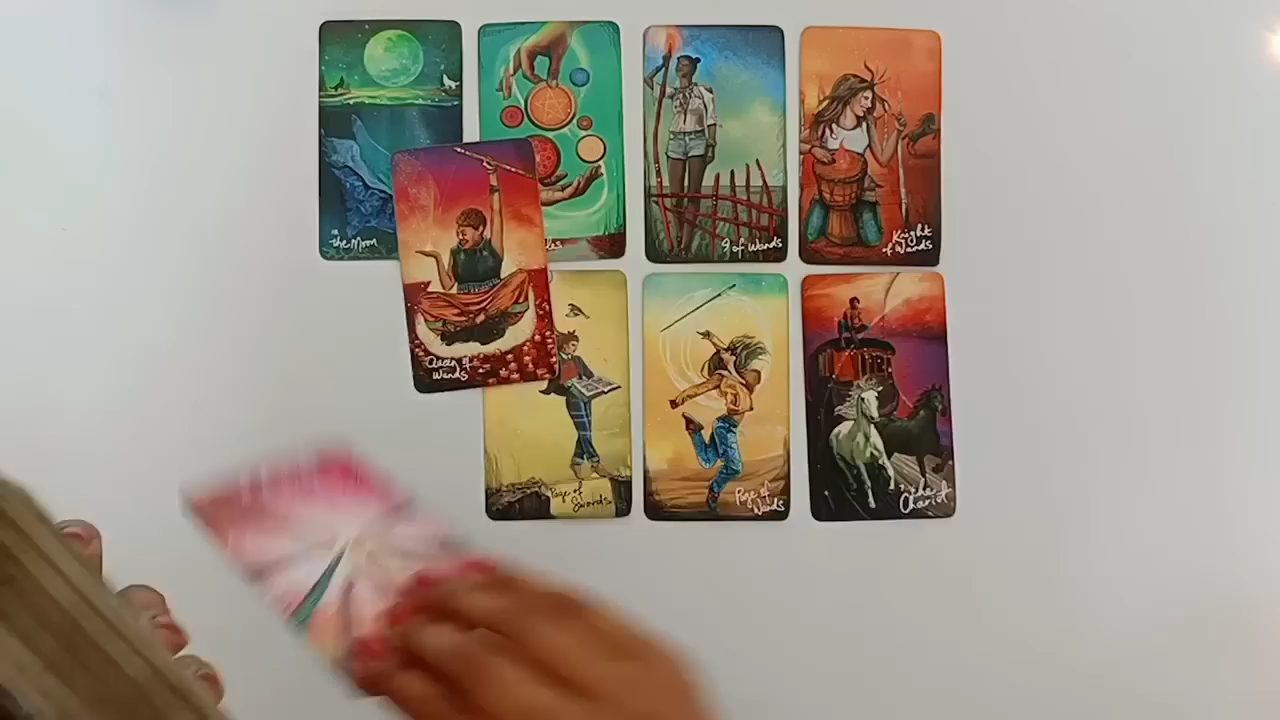 18. the Moon
9 of Wands
Knight
of Wands
Queen of
Wands
Page of
Swords
Page of
Wands
7. the
Chariot